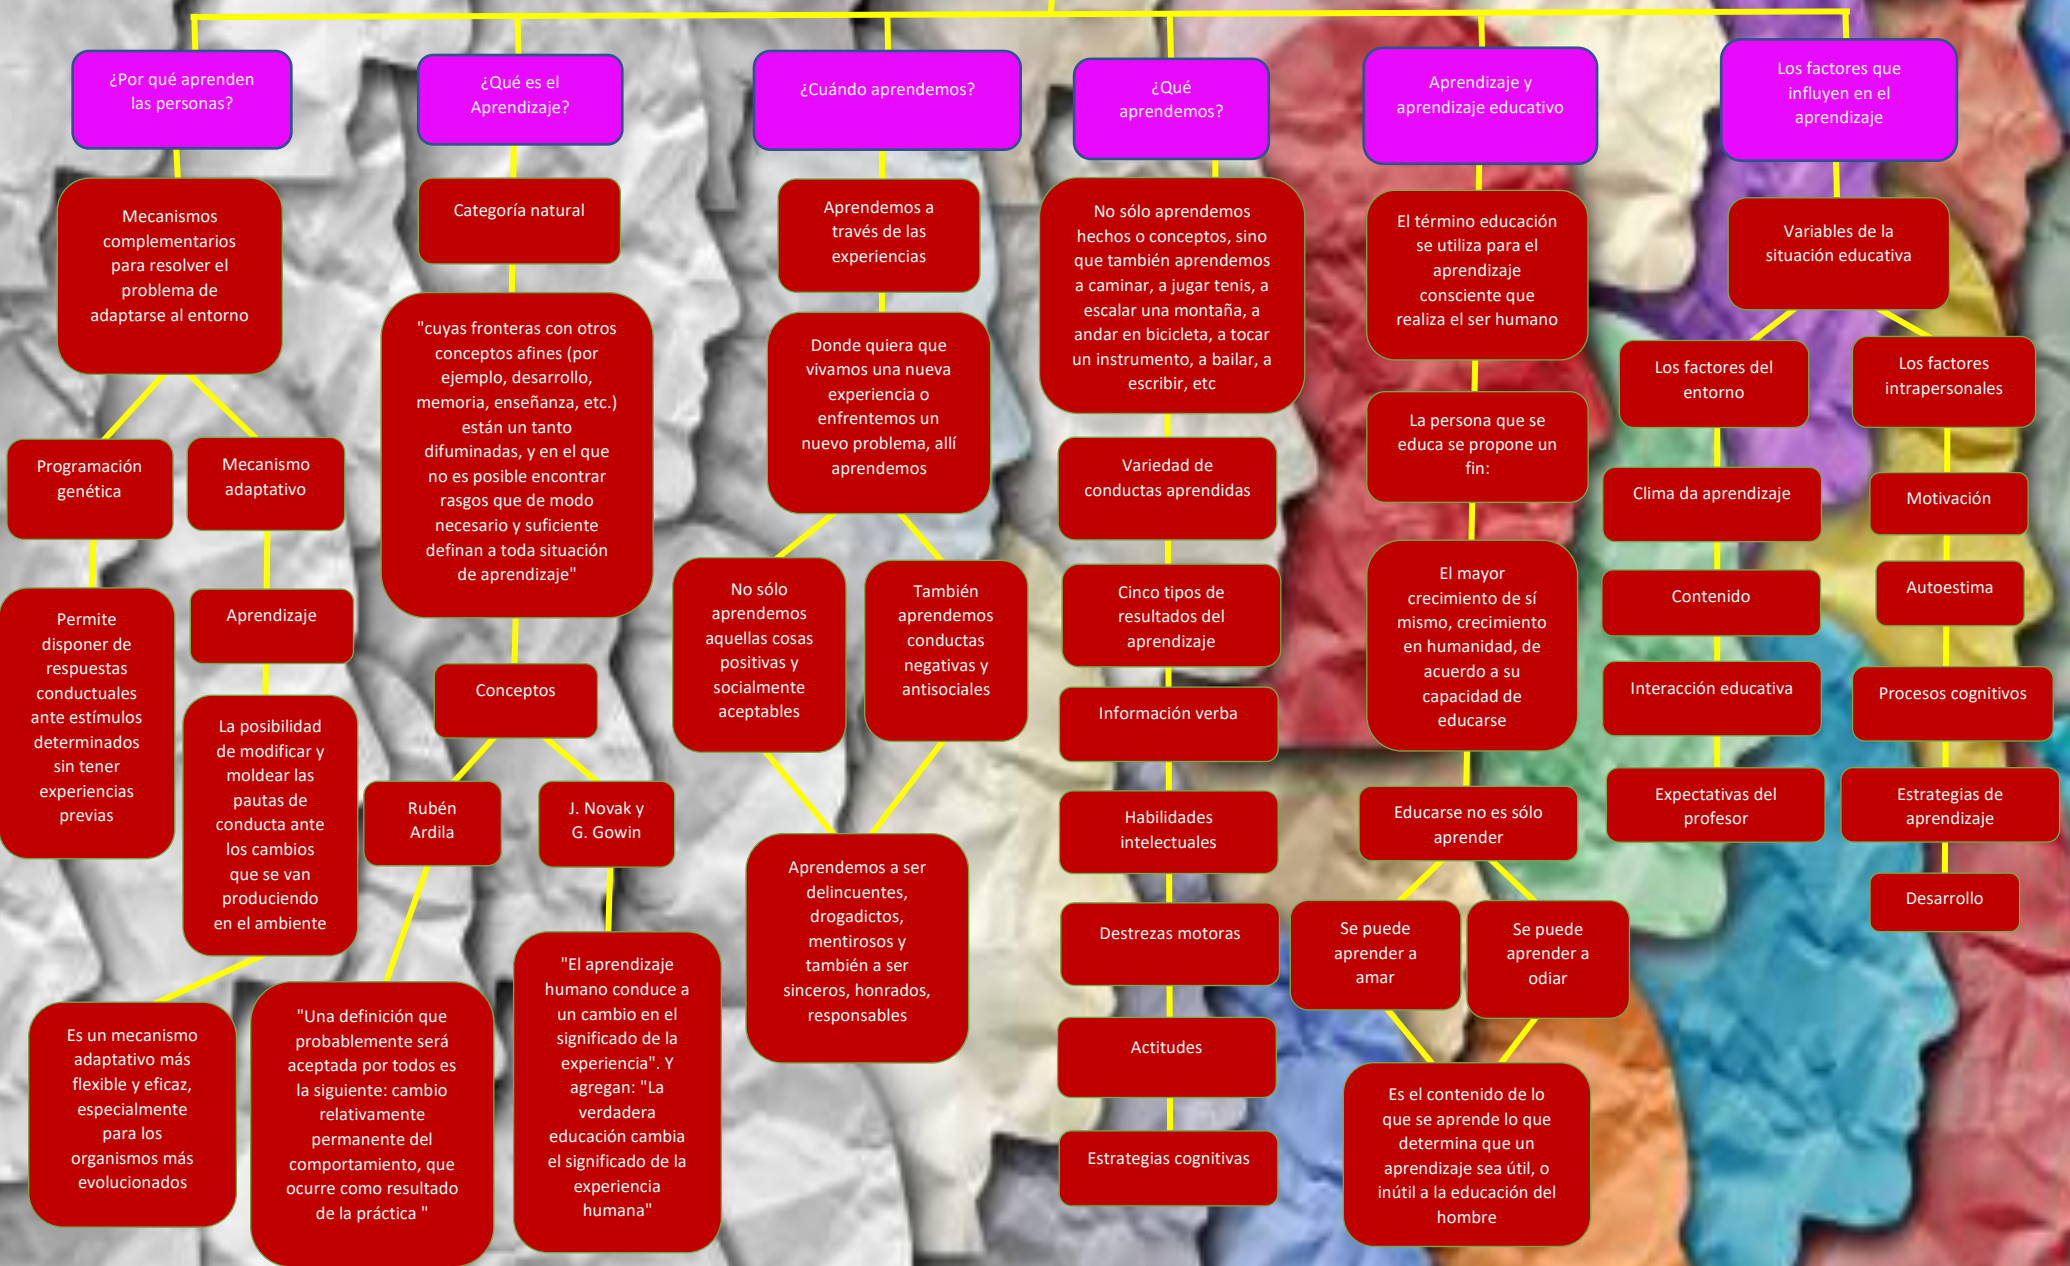 ¿Por qué aprenden
las personas?
Mecanismos
complementarios
para resolver el
problema de
adaptarse al entorno
Programación
genética
Permite
disponer de
respuestas
conductuales
ante estímulos
determinados
sin tener
experiencias
previas
Mecanismo
adaptativo
Aprendizaje
La posibilidad
de modificar y
moldear las
pautas de
conducta ante
los cambios
que se van
produciendo
en el ambiente
Es un mecanismo
adaptativo más
flexible y eficaz,
especialmente
para los
organismos más
evolucionados
¿Qué es el
Aprendizaje?
Categoría natural
"cuyas fronteras con otros
conceptos afines (por
ejemplo, desarrollo,
memoria, enseñanza, etc.)
están un tanto
difuminadas, y en el que
no es posible encontrar
rasgos que de modo
necesario y suficiente
definan a toda situación
de aprendizaje"
Conceptos
Rubén
Ardila
"Una definición que
probablemente será
aceptada por todos es
la siguiente: cambio
relativamente
permanente del
comportamiento, que
ocurre como resultado
de la práctica "
J. Novak y
G. Gowin
"El aprendizaje
humano conduce a
un cambio en el
significado de la
experiencia". Y
agregan: "La
verdadera
educación cambia
el significado de la
experiencia
humana"
¿Cuándo aprendemos?
Aprendemos a
través de las
experiencias
Donde quiera que
vivamos una nueva
experiencia o
enfrentemos un
nuevo problema, allí
aprendemos
No sólo
aprendemos
aquellas cosas
positivas y
socialmente
aceptables
También
aprendemos
conductas
negativas y
antisociales
Aprendemos a ser
delincuentes,
drogadictos,
mentirosos y
también a ser
sinceros, honrados,
responsables
¿Qué
aprendemos?
No sólo aprendemos
hechos o conceptos, sino
que también aprendemos
a caminar, a jugar tenis, a
escalar una montaña, a
andar en bicicleta, a tocar
un instrumento, a bailar, a
escribir, etc
Variedad de
conductas aprendidas
Cinco tipos de
resultados del
aprendizaje
Información verba
Habilidades
intelectuales
Destrezas motoras
Actitudes
Estrategias cognitivas
Aprendizaje y
aprendizaje educativo
El término educación
se utiliza para el
aprendizaje
consciente que
realiza el ser humano
La persona que se
educa se propone un
fin:
El mayor
crecimiento de sí
mismo, crecimiento
en humanidad, de
acuerdo a su
capacidad de
educarse
Educarse no es sólo
aprender
Se puede
aprender a
amar
Se puede
aprender a
odiar
Es el contenido de lo
que se aprende lo que
determina que un
aprendizaje sea útil, o
inútil a la educación del
hombre
Los factores que
influyen en el
aprendizaje
Variables de la
situación educativa
Los factores del
entorno
Clima da aprendizaje
Contenido
Interacción educativa
Expectativas del
profesor
Los factores
intrapersonales
Motivación
Autoestima
Procesos cognitivos
Estrategias de
aprendizaje
Desarrollo